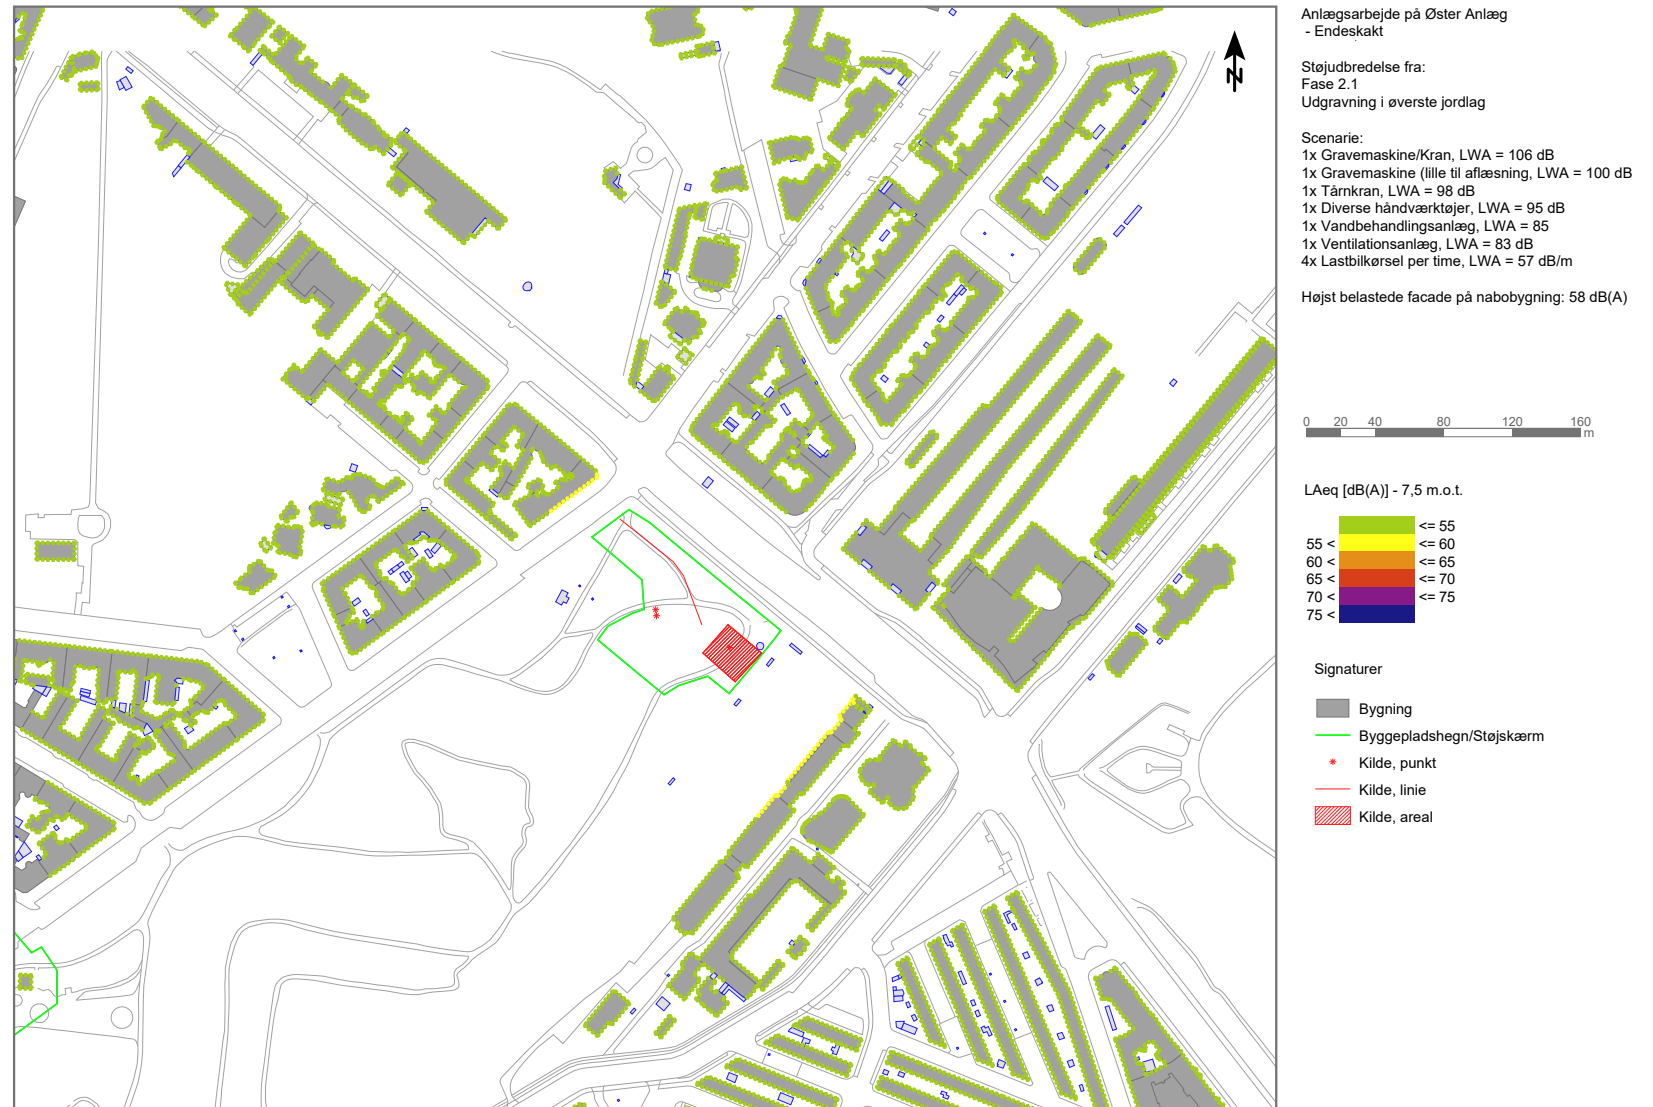 Anlægsarbejde på Øster Anlæg
- Endeskakt
Støjudbredelse fra:
Fase 2.1
Udgravning i øverste jordlag
Scenarie:
1x Gravemaskine/Kran, LWA = 106 dB
1x Gravemaskine (lille til aflæsning, LWA = 100 dB
1x Tårnkran, LWA = 98 dB
1x Diverse håndværktøjer, LWA = 95 dB
1x Vandbehandlingsanlæg, LWA = 85
1x Ventilationsanlæg, LWA = 83 dB
4x Lastbilkørsel per time, LWA = 57 dB/m
Højst belastede facade på nabobygning: 58 dB(A)
N
0 20 40 80 120 160
m
LAeq [dB(A)] - 7,5 m.o.t.
<= 55
55 < <= 60
60 < <= 65
65 < <= 70
70 < <= 75
75 <
Signaturer
Bygning
Byggepladshegn/Støjskærm
Kilde, punkt
Kilde, linie
Kilde, areal